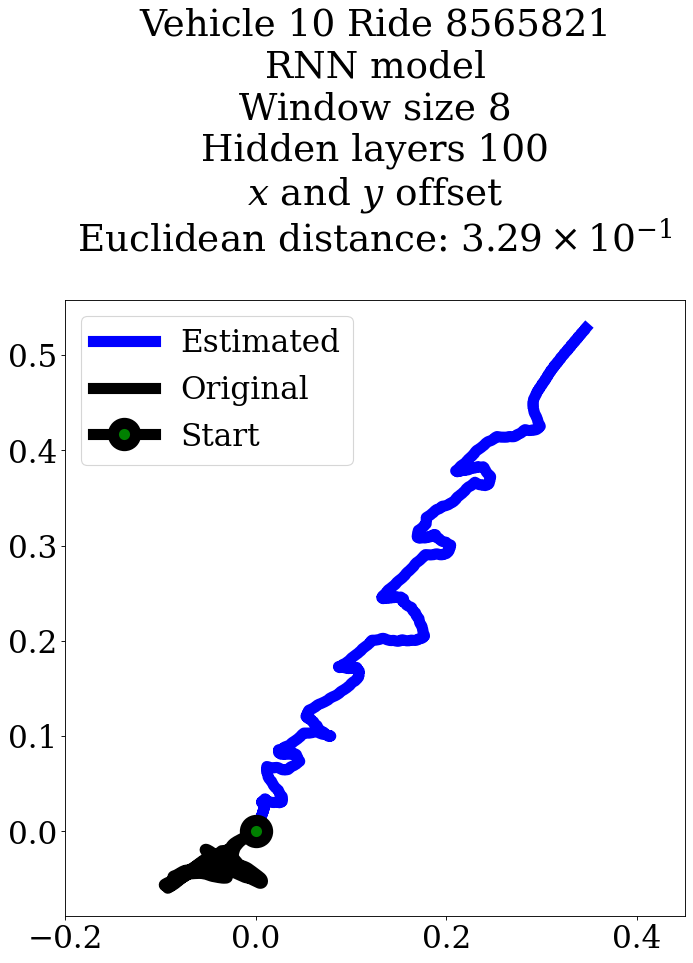 Vehicle 10 Ride 8565821
RNN model
Window size 8
Hidden layers 100
x and y offset
Euclidean distance: 3.29 × 10⁻¹
Estimated
Original
Start
0.5
0.4
0.3
0.2
0.1
0.0
−0.2 0.0 0.2 0.4